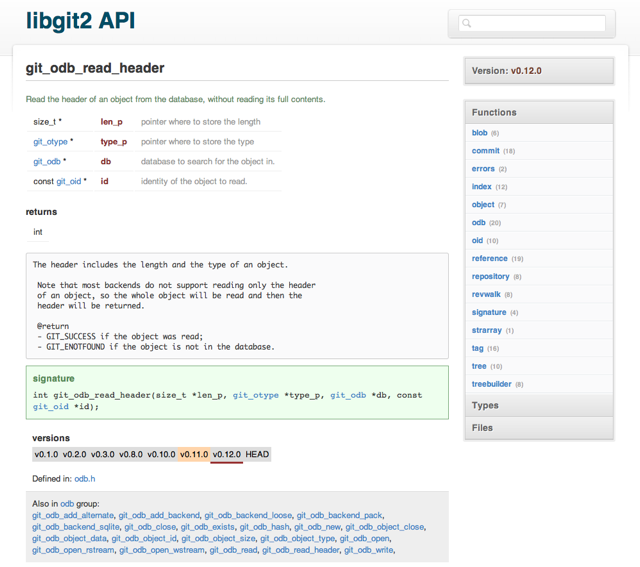 libgit2 API
git_odb_read_header
Read the header of an object from the database, without reading its full contents.
size_t * len_p pointer where to store the length
git_otype * type_p pointer where to store the type
git_odb * db database to search for the object in.
const git_oid * id identity of the object to read.
returns
int
The header includes the length and the type of an object.
Note that most backends do not support reading only the header
of an object, so the whole object will be read and then the
header will be returned.
@return
- GIT_SUCCESS if the object was read;
- GIT_ENOTFOUND if the object is not in the database.
signature
int git_odb_read_header(size_t *len_p, git_otype *type_p, git_odb *db, const
git_oid *id);
versions
v0.1.0 v0.2.0 v0.3.0 v0.8.0 v0.10.0 v0.11.0 v0.12.0 HEAD
Defined in: odb.h
Also in odb group:
git_odb_add_alternate, git_odb_add_backend, git_odb_backend_loose, git_odb_backend_pack,
git_odb_backend_sqlite, git_odb_close, git_odb_exists, git_odb_hash, git_odb_new, git_odb_object_close,
git_odb_object_data, git_odb_object_id, git_odb_object_size, git_odb_object_type, git_odb_open,
git_odb_open_rstream, git_odb_open_wstream, git_odb_read, git_odb_read_header, git_odb_write,
Version: v0.12.0
Functions
blob (6)
commit (18)
errors (2)
index (12)
object (7)
odb (20)
oid (10)
reference (19)
repository (8)
revwalk (8)
signature (4)
strarray (1)
tag (16)
tree (10)
treebuilder (8)
Types
Files